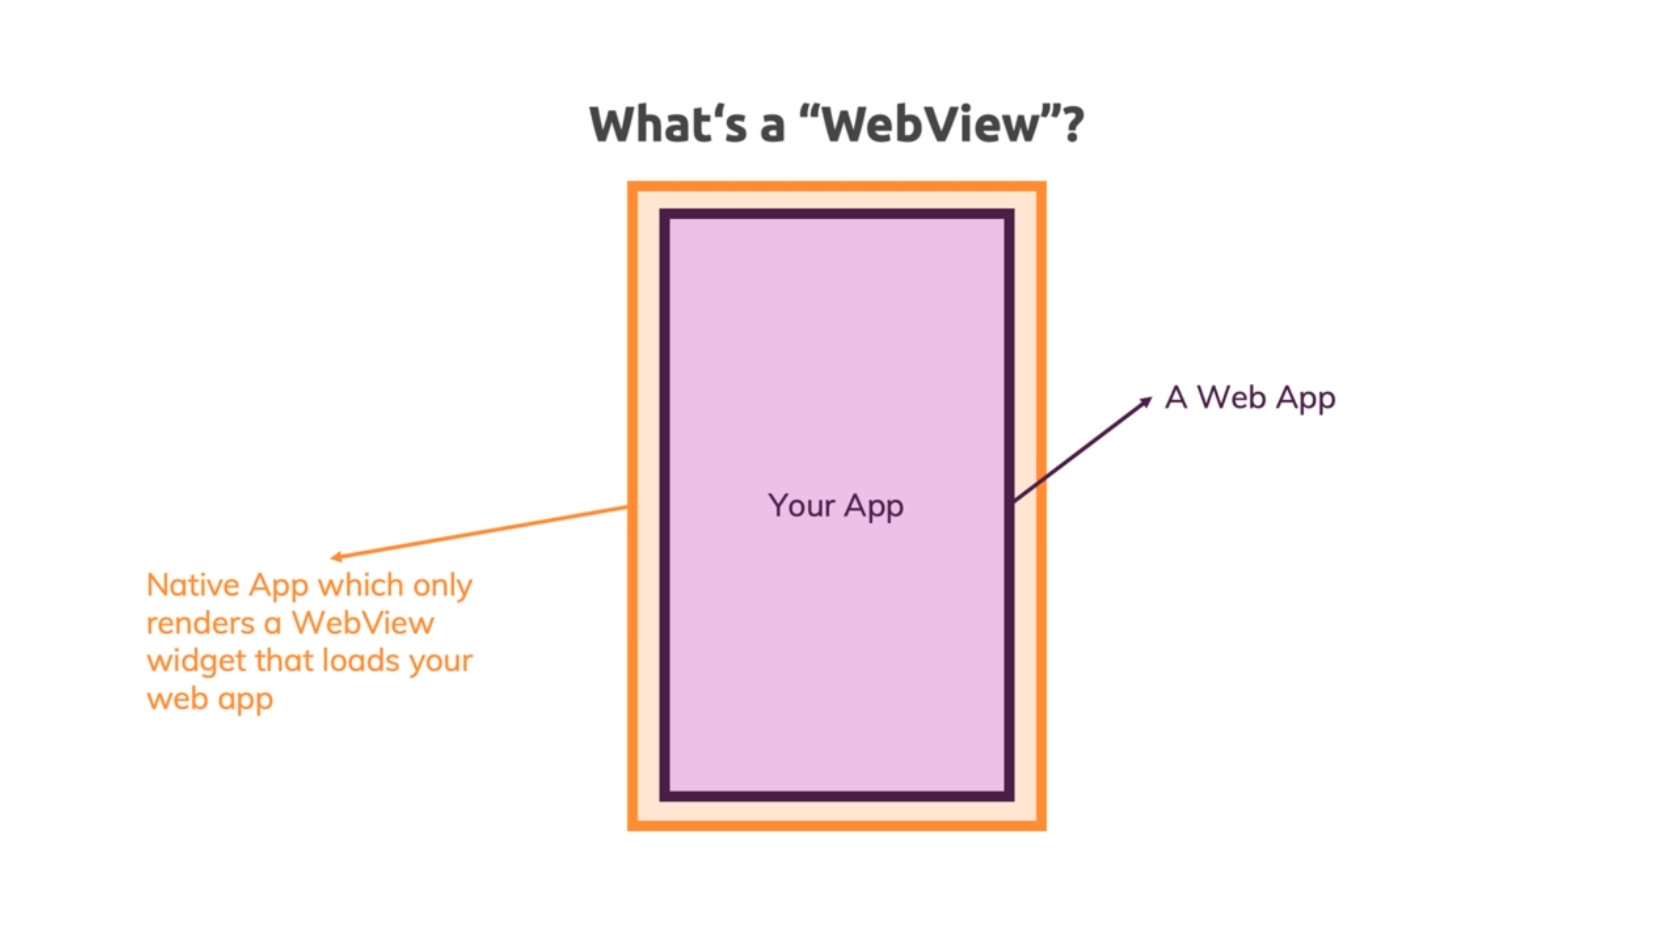 What‘s a “WebView”?
A Web App
Your App
Native App which only
renders a WebView
widget that loads your
web app